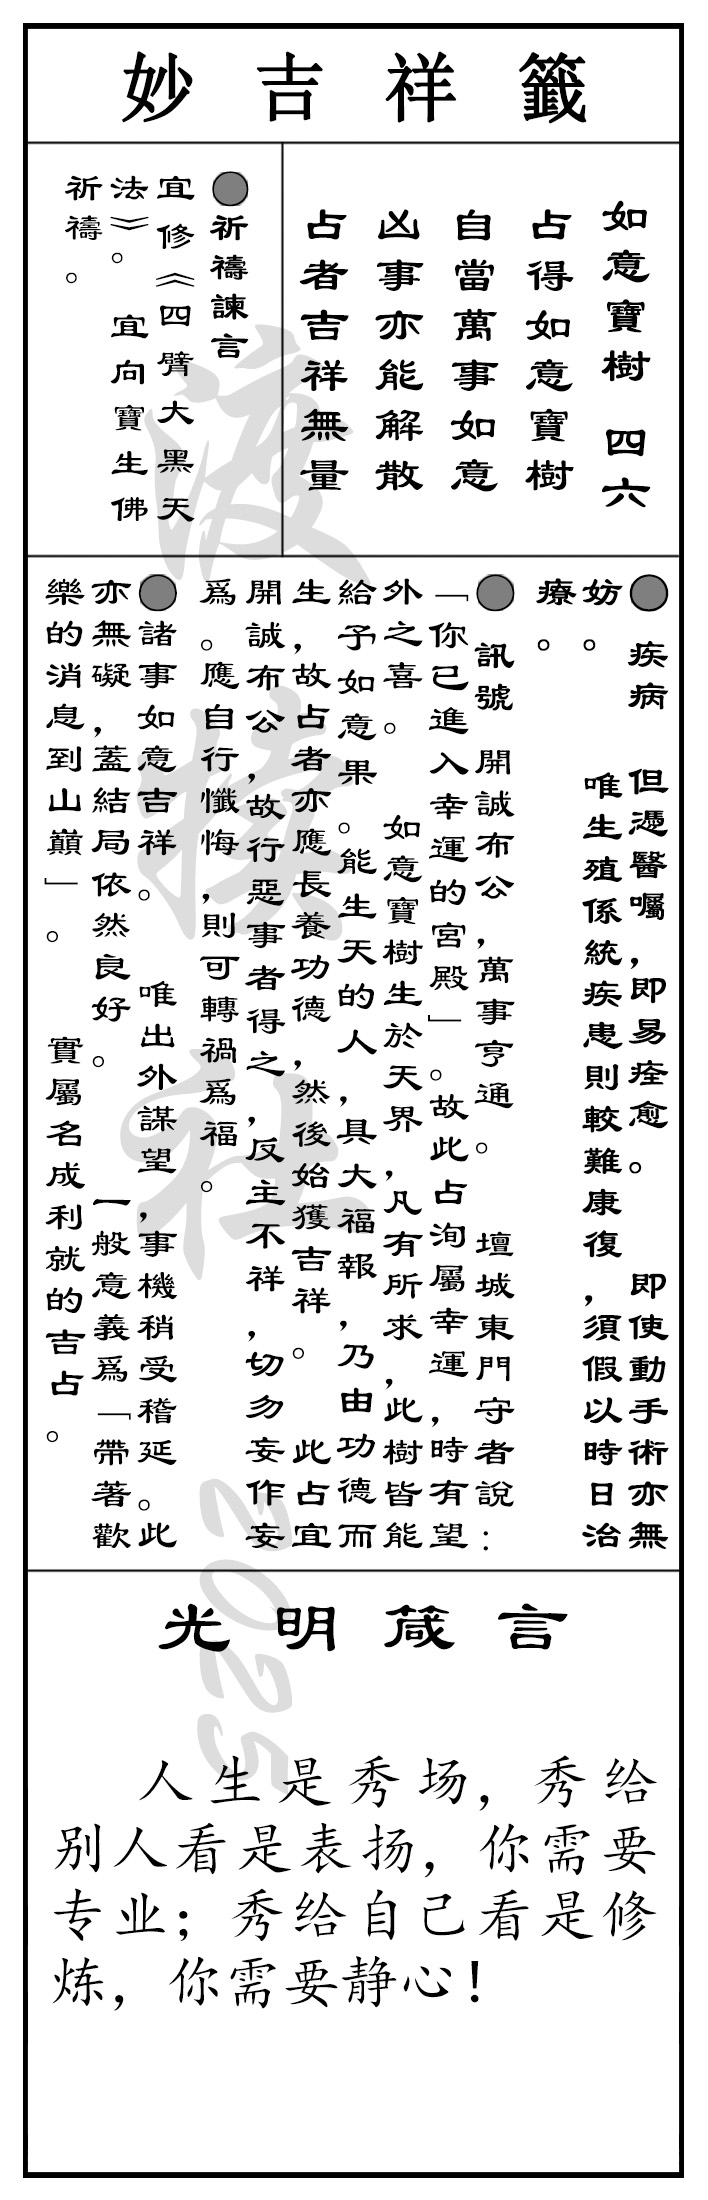 妙吉祥籤
如意寶樹 四六
占得如意寶樹
自當萬事如意
凶事亦能解散
占者吉祥無量
●祈禱諫言
宜修《四臂大黑天
法》。宜向寶生佛
祈禱。
● 疾病 但憑醫囑，即易痊愈。即使動手術亦無
妨。 唯生殖係統疾患則較難康復，須假以時日治
療。
● 訊號 開誠布公，萬事亨通。 壇城東門守者說：
「你已進入幸運的宮殿」。故此占洵屬幸運，時有望
外之喜。 如意寶樹生於天界，凡有所求，此樹皆能
給予如意果。能生天的人，具大福報，乃由功德而
生，故占者亦應長養功德，然後始獲吉祥。 此占宜
開誠布公，故行惡事者得之，反主不祥，切勿妄作妄
爲。應自行懺悔，則可轉禍爲福。
●諸事如意吉祥。 唯出外謀望，事機稍受稽延。此
亦無礙，蓋結局依然良好。 一般意義爲「帶著歡
樂的消息到山巔」。 實屬名成利就的吉占。
光明箴言
人生是秀场，秀给
别人看是表扬，你需要
专业；秀给自己看是修
炼，你需要静心！
渡犊社 2025